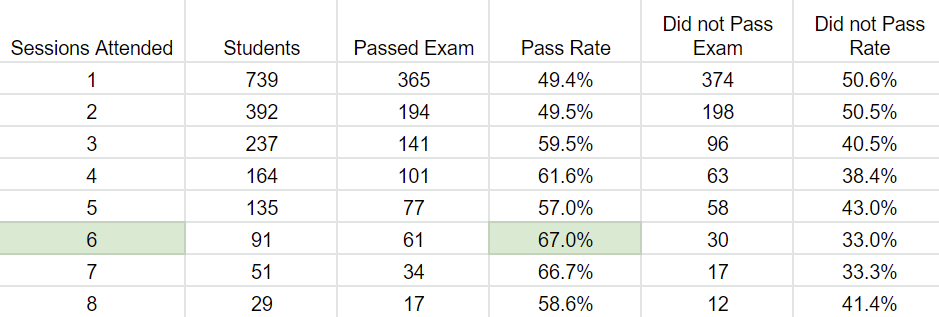 Sessions Attended Students Passed Exam Pass Rate Did not Pass Exam Did not Pass Rate
1 739 365 49.4% 374 50.6%
2 392 194 49.5% 198 50.5%
3 237 141 59.5% 96 40.5%
4 164 101 61.6% 63 38.4%
5 135 77 57.0% 58 43.0%
6 91 61 67.0% 30 33.0%
7 51 34 66.7% 17 33.3%
8 29 17 58.6% 12 41.4%